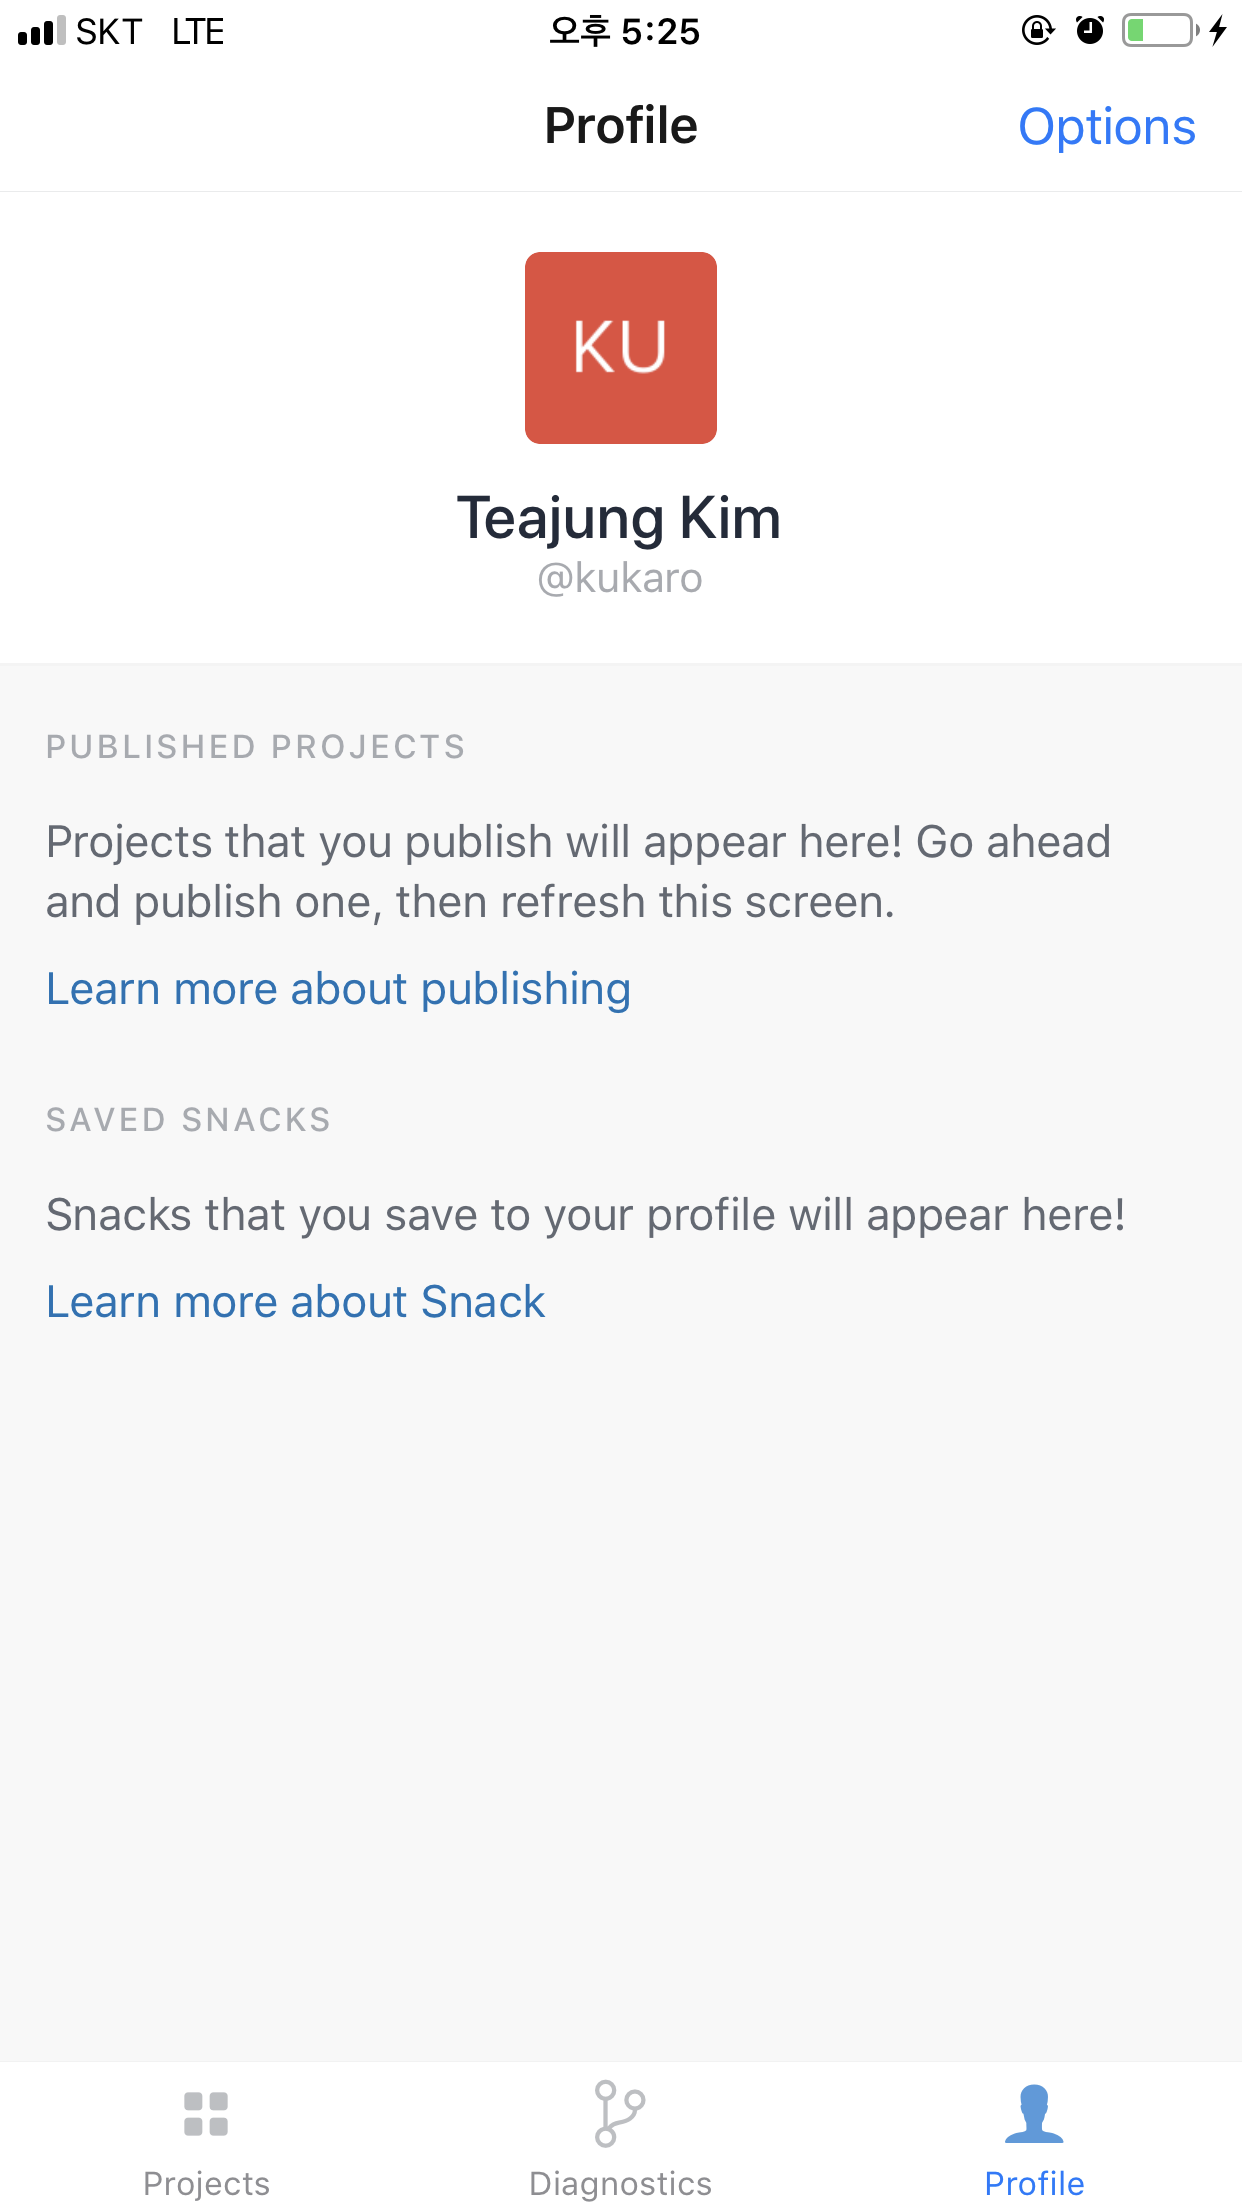 SKT LTE 오후 5:25
Profile
Options
KU
Teajung Kim
@kukaro
PUBLISHED PROJECTS
Projects that you publish will appear here! Go ahead
and publish one, then refresh this screen.
Learn more about publishing
SAVED SNACKS
Snacks that you save to your profile will appear here!
Learn more about Snack
Projects
Diagnostics
Profile